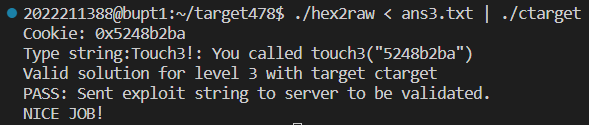 2022211388@bupt1:~/target478$ ./hex2raw < ans3.txt | ./ctarget
Cookie: 0x5248b2ba
Type string:Touch3!: You called touch3("5248b2ba")
Valid solution for level 3 with target ctarget
PASS: Sent exploit string to server to be validated.
NICE JOB!